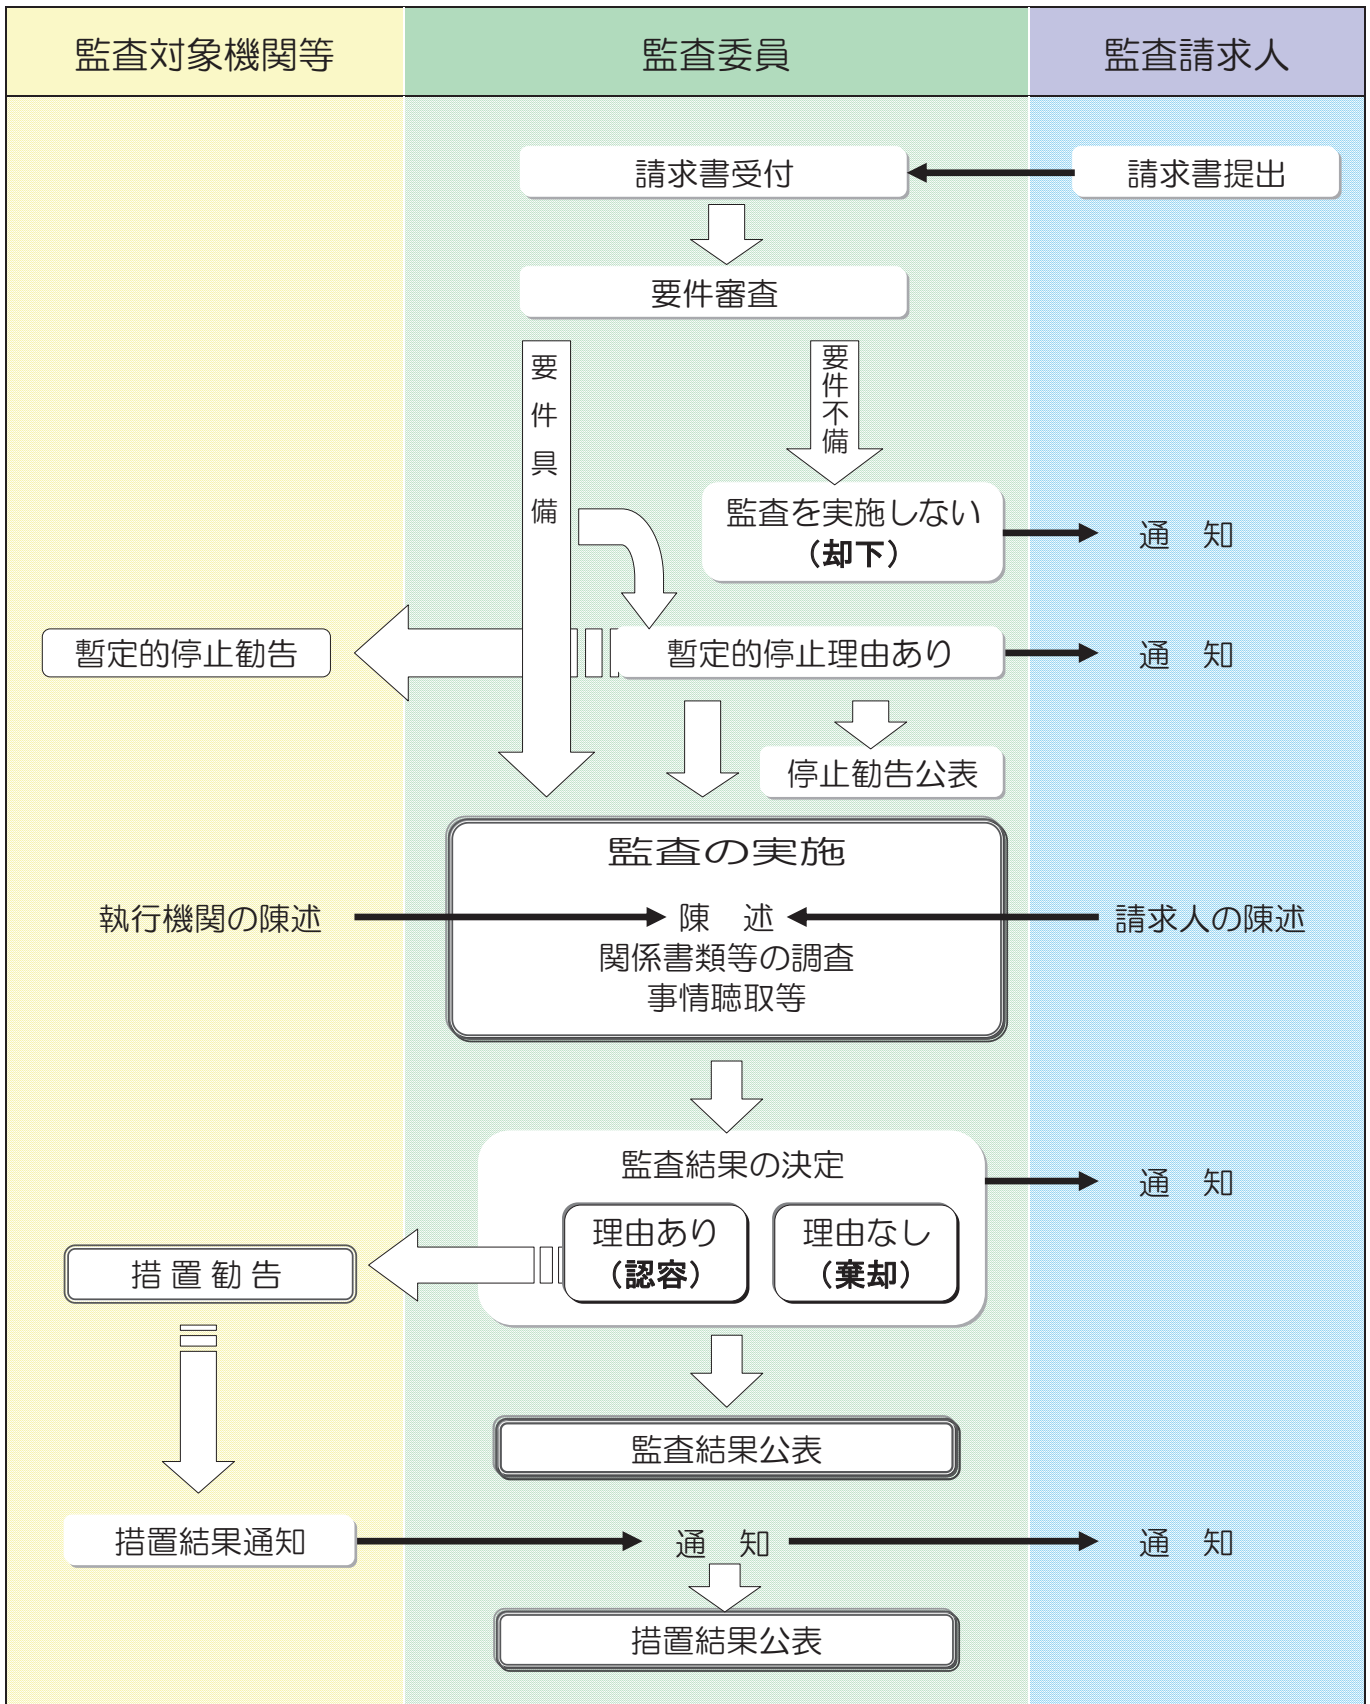 監査対象機関等
監査委員
監査請求人
請求書受付
請求書提出
要件審査
要件具備
要件不備
監査を実施しない
（却下）
通　知
暫定的停止勧告
暫定的停止理由あり
通　知
停止勧告公表
監査の実施
執行機関の陳述
陳　述
請求人の陳述
関係書類等の調査
事情聴取等
監査結果の決定
通　知
理由あり
（認容）
理由なし
（棄却）
措置勧告
監査結果公表
措置結果通知
通　知
通　知
措置結果公表